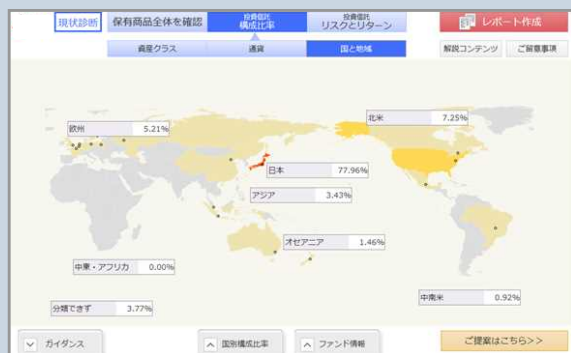 現状診断
保有商品全体を確認
投資信託
構成比率
投資信託
リスクとリターン
レポート作成
資産クラス
通貨
国と地域
解説コンテンツ
ご留意事項
北米 7.25%
欧州 5.21%
日本 77.96%
アジア 3.43%
オセアニア 1.46%
中東・アフリカ 0.00%
中南米 0.92%
分類できず 3.77%
ガイダンス
国別構成比率
ファンド情報
ご提案はこちら>>